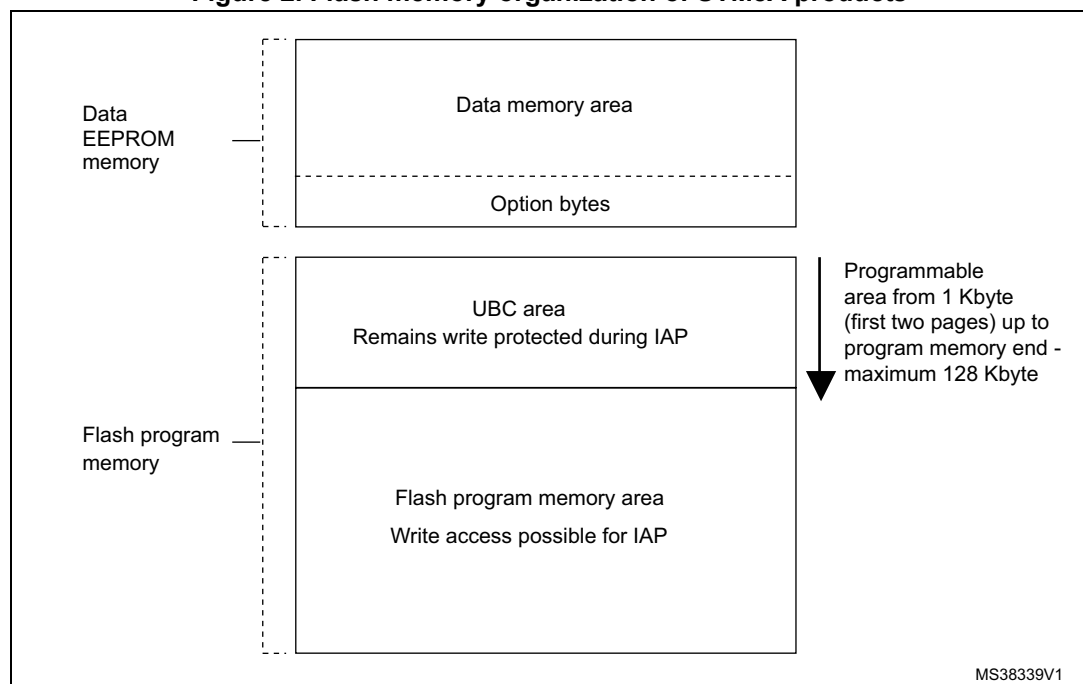 Data memory area
Data
EEPROM
memory
Option bytes
UBC area
Remains write protected during IAP
Programmable
area from 1 Kbyte
(first two pages) up to
program memory end -
maximum 128 Kbyte
Flash program
memory
Flash program memory area
Write access possible for IAP
MS38339V1